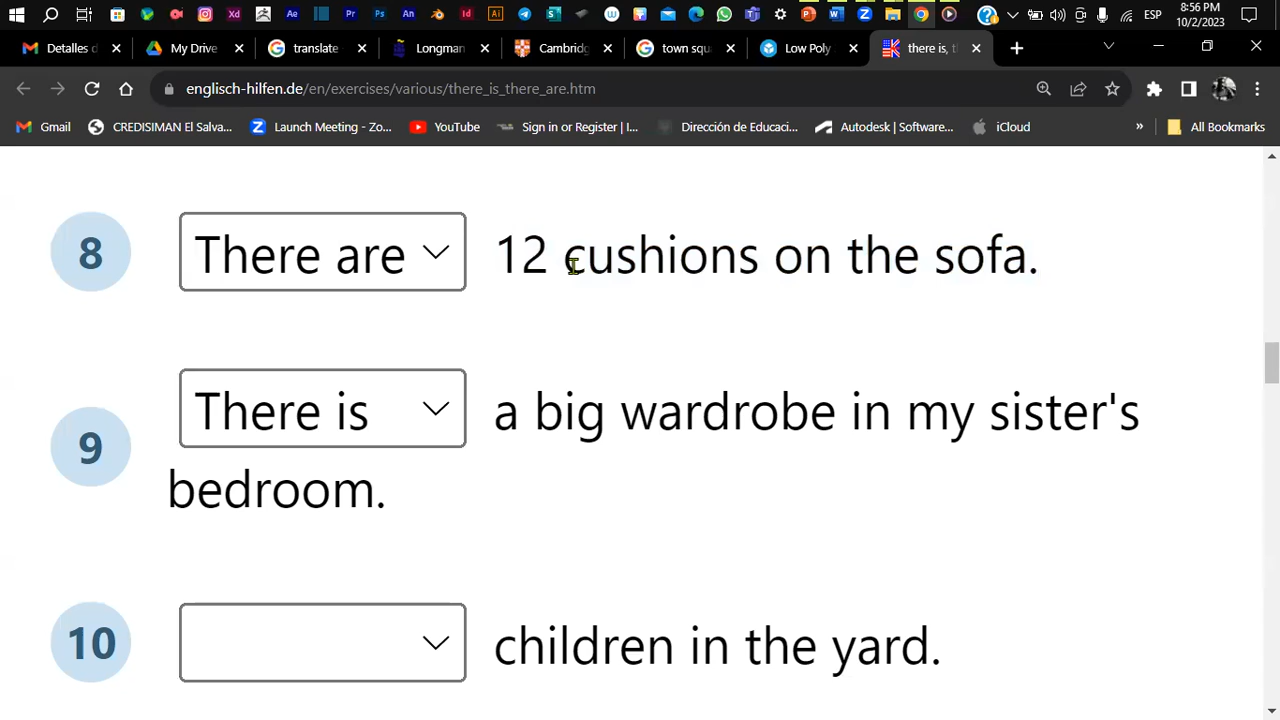 ESP
8:56 PM
10/2/2023
Detalles d
My Drive
translate
Longman
Cambridg
town squ
Low Poly
there is, t
englisch-hilfen.de/en/exercises/various/there_is_there_are.htm
Gmail
CREDISIMAN El Salva...
Launch Meeting - Zo...
YouTube
Sign in or Register | I...
Dirección de Educaci...
Autodesk | Software...
iCloud
»
All Bookmarks
8 There are 12 cushions on the sofa.
9 There is a big wardrobe in my sister's
bedroom.
10 children in the yard.